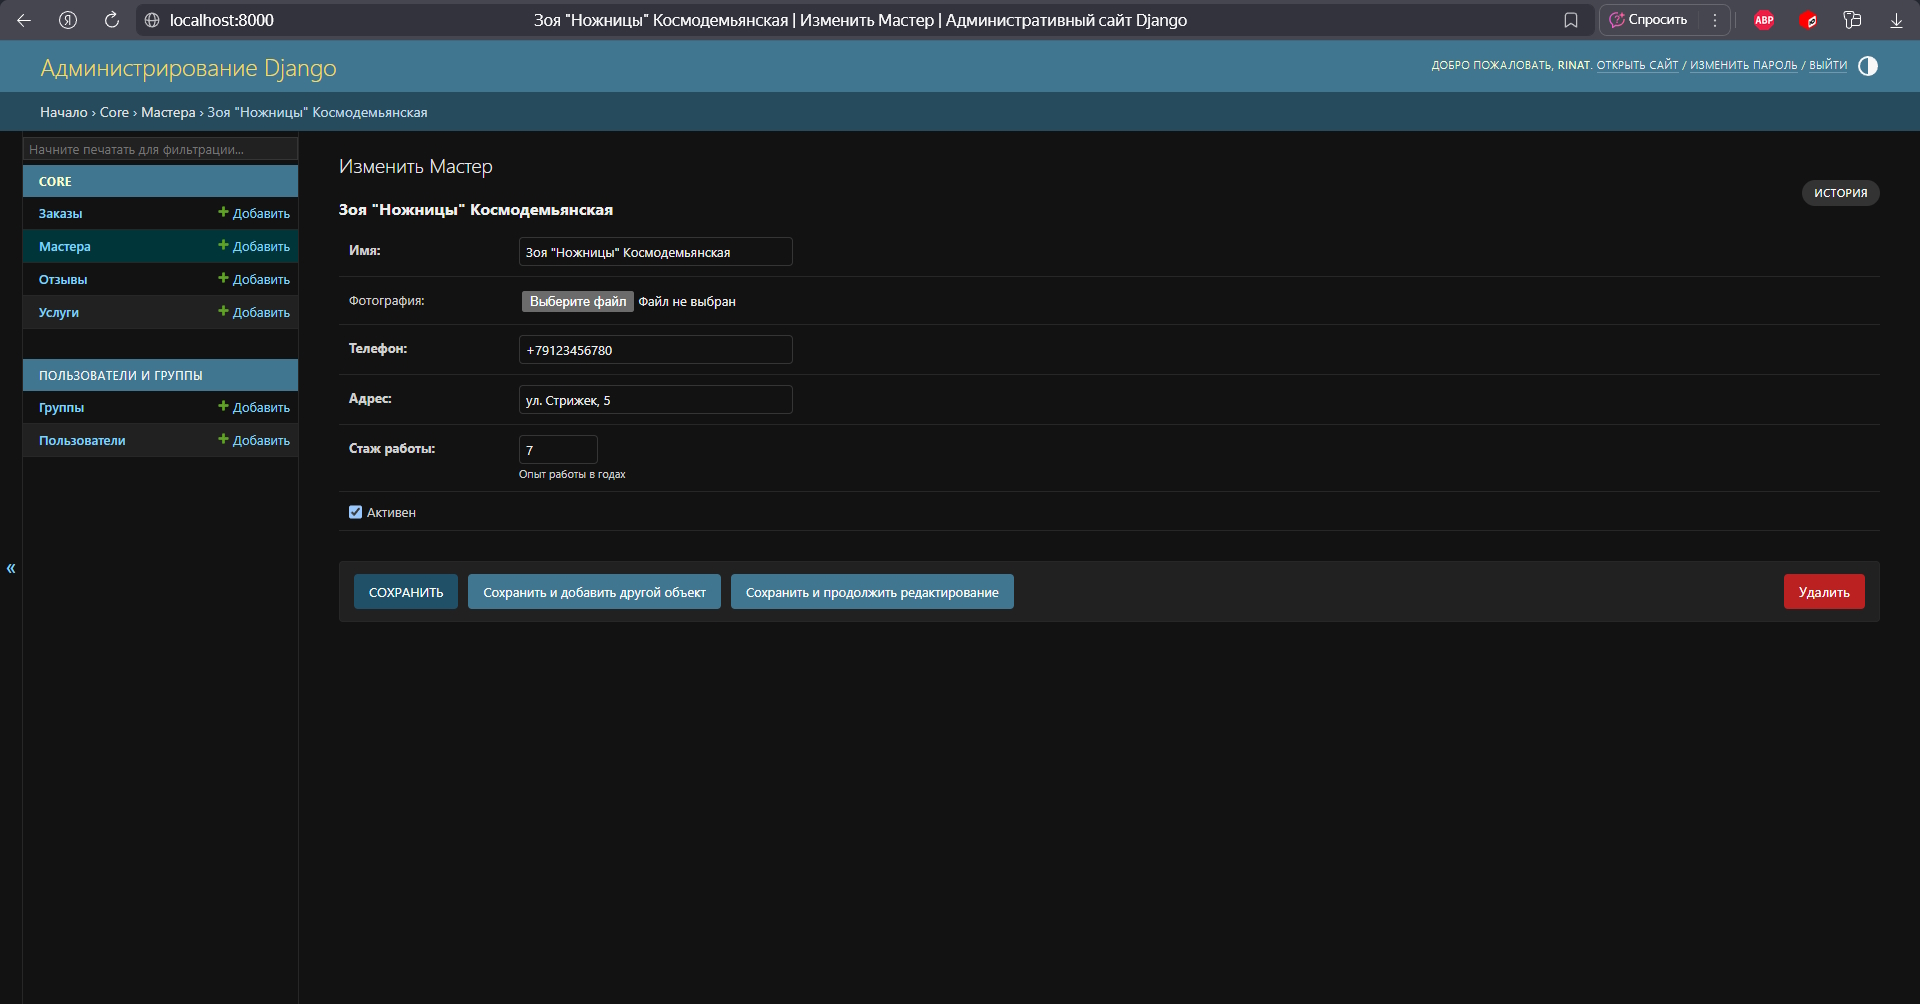 localhost:8000
Зоя "Ножницы" Космодемьянская | Изменить Мастер | Административный сайт Django
Спросить
ABP
Администрирование Django
ДОБРО ПОЖАЛОВАТЬ, RINAT. ОТКРЫТЬ САЙТ / ИЗМЕНИТЬ ПАРОЛЬ / ВЫЙТИ
Начало › Core › Мастера › Зоя "Ножницы" Космодемьянская
Начните печатать для фильтрации...
CORE
Заказы + Добавить
Мастера + Добавить
Отзывы + Добавить
Услуги + Добавить
ПОЛЬЗОВАТЕЛИ И ГРУППЫ
Группы + Добавить
Пользователи + Добавить
«
Изменить Мастер
ИСТОРИЯ
Зоя "Ножницы" Космодемьянская
Имя: Зоя "Ножницы" Космодемьянская
Фотография: Выберите файл Файл не выбран
Телефон: +79123456780
Адрес: ул. Стрижек, 5
Стаж работы: 7
Опыт работы в годах
Активен
СОХРАНИТЬ Сохранить и добавить другой объект Сохранить и продолжить редактирование Удалить